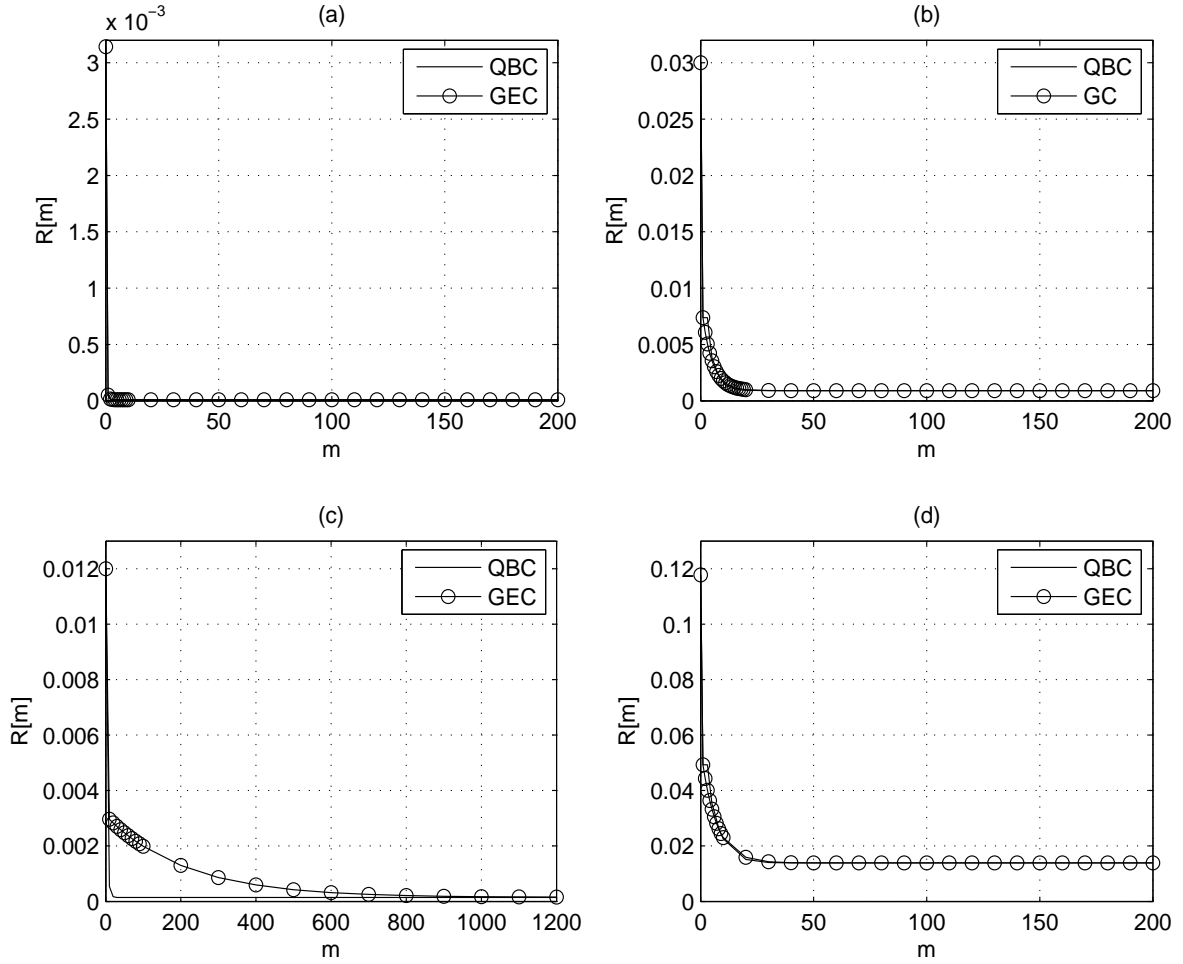 (a)
x 10−3
3
2.5
2
1.5
1
0.5
0
R[m]
0
50
100
150
200
m
QBC
GEC
(b)
0.03
0.025
0.02
0.015
0.01
0.005
0
R[m]
0
50
100
150
200
m
QBC
GC
(c)
0.012
0.01
0.008
0.006
0.004
0.002
0
R[m]
0
200
400
600
800
1000
1200
m
QBC
GEC
(d)
0.12
0.1
0.08
0.06
0.04
0.02
0
R[m]
0
50
100
150
200
m
QBC
GEC